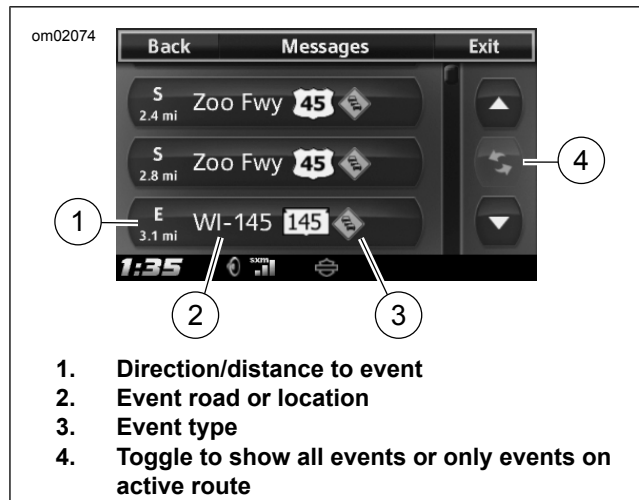 om02074
Back Messages Exit
S
2.4 mi
Zoo Fwy 45
S
2.8 mi
Zoo Fwy 45
4
1
E
3.1 mi
WI-145 145
1:35 sxm
2 3
1. Direction/distance to event
2. Event road or location
3. Event type
4. Toggle to show all events or only events on
active route